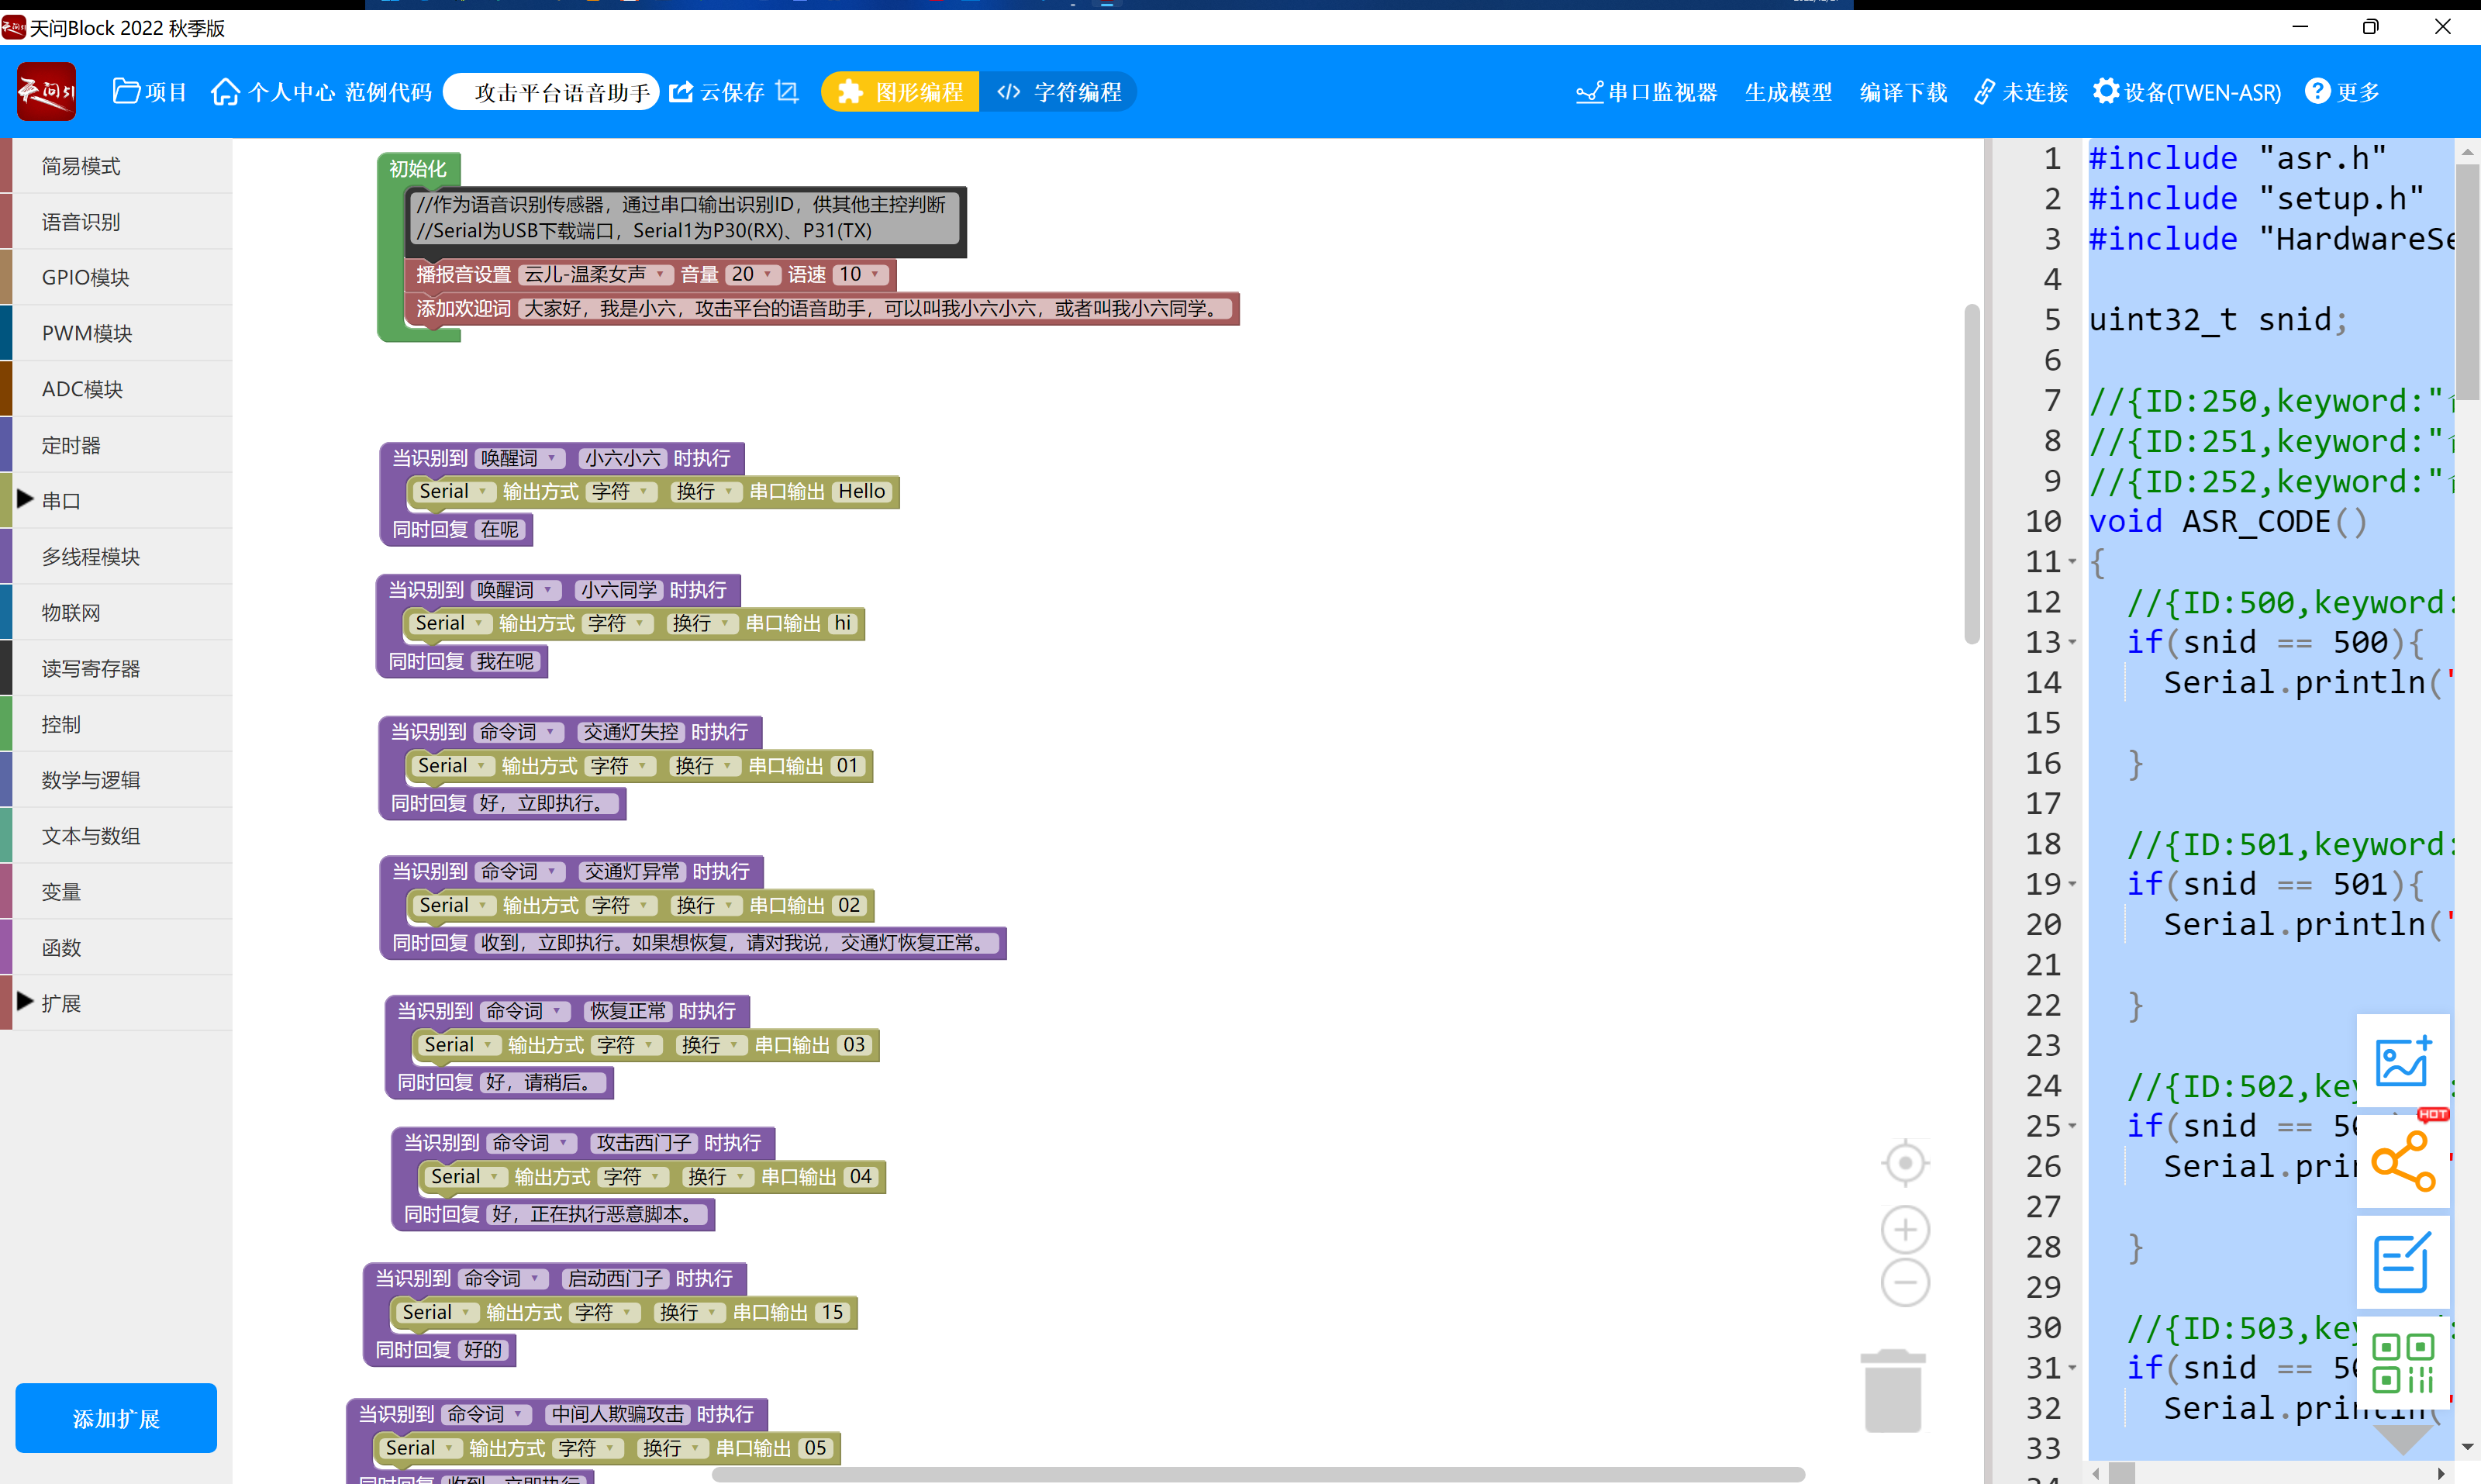 天问Block 2022 秋季版
项目
个人中心
范例代码
攻击平台语音助手
云保存
图形编程
</> 字符编程
串口监视器
生成模型
编译下载
未连接
设备(TWEN-ASR)
? 更多
简易模式
语音识别
GPIO模块
PWM模块
ADC模块
定时器
串口
多线程模块
物联网
读写寄存器
控制
数学与逻辑
文本与数组
变量
函数
扩展
添加扩展
初始化
//作为语音识别传感器，通过串口输出识别ID，供其他主控判断
//Serial为USB下载端口，Serial1为P30(RX)、P31(TX)
播报音设置 云儿-温柔女声 音量 20 语速 10
添加欢迎词 大家好，我是小六，攻击平台的语音助手，可以叫我小六小六，或者叫我小六同学。
当识别到 唤醒词 小六小六 时执行
Serial 输出方式 字符 换行 串口输出 Hello
同时回复 在呢
当识别到 唤醒词 小六同学 时执行
Serial 输出方式 字符 换行 串口输出 hi
同时回复 我在呢
当识别到 命令词 交通灯失控 时执行
Serial 输出方式 字符 换行 串口输出 01
同时回复 好，立即执行。
当识别到 命令词 交通灯异常 时执行
Serial 输出方式 字符 换行 串口输出 02
同时回复 收到，立即执行。如果想恢复，请对我说，交通灯恢复正常。
当识别到 命令词 恢复正常 时执行
Serial 输出方式 字符 换行 串口输出 03
同时回复 好，请稍后。
当识别到 命令词 攻击西门子 时执行
Serial 输出方式 字符 换行 串口输出 04
同时回复 好，正在执行恶意脚本。
当识别到 命令词 启动西门子 时执行
Serial 输出方式 字符 换行 串口输出 15
同时回复 好的
当识别到 命令词 中间人欺骗攻击 时执行
Serial 输出方式 字符 换行 串口输出 05
同时回复 收到，立即执行
1 #include "asr.h"
2 #include "setup.h"
3 #include "HardwareSe
4
5 uint32_t snid;
6
7 //{ID:250,keyword:"
8 //{ID:251,keyword:"
9 //{ID:252,keyword:"
10 void ASR_CODE()
11 {
12 //{ID:500,keyword:
13 if(snid == 500){
14 Serial.println("
15
16 }
17
18 //{ID:501,keyword:
19 if(snid == 501){
20 Serial.println("
21
22 }
23
24 //{ID:502,key
25 if(snid == 50
26 Serial.prin
27
28 }
29
30 //{ID:503,key
31 if(snid == 50
32 Serial.println(
33
HOT